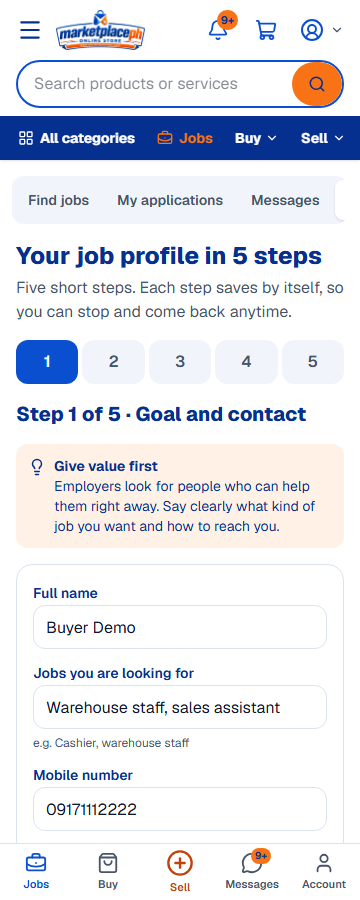 marketplaceph
ONLINE STORE
9+
Search products or services
All categories
Jobs
Buy
Sell
Find jobs
My applications
Messages
Your job profile in 5 steps
Five short steps. Each step saves by itself, so
you can stop and come back anytime.
1
2
3
4
5
Step 1 of 5 · Goal and contact
Give value first
Employers look for people who can help
them right away. Say clearly what kind of
job you want and how to reach you.
Full name
Buyer Demo
Jobs you are looking for
Warehouse staff, sales assistant
e.g. Cashier, warehouse staff
Mobile number
09171112222
9+
Jobs
Buy
Sell
Messages
Account